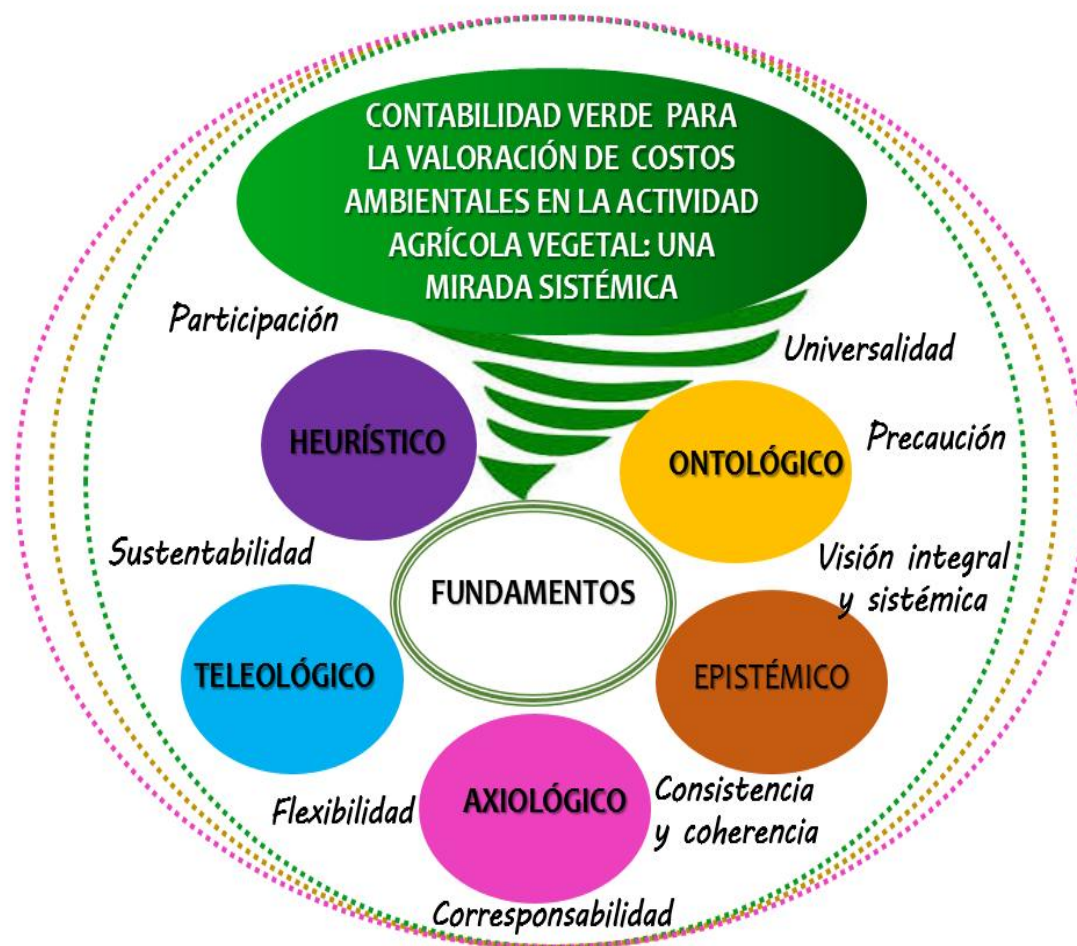 CONTABILIDAD VERDE PARA
LA VALORACIÓN DE COSTOS
AMBIENTALES EN LA ACTIVIDAD
AGRÍCOLA VEGETAL: UNA
MIRADA SISTÉMICA
Participación
Universalidad
HEURÍSTICO
ONTOLÓGICO
Precaución
Sustentabilidad
Visión integral
y sistémica
FUNDAMENTOS
TELEOLÓGICO
EPISTÉMICO
Flexibilidad
AXIOLÓGICO
Consistencia
y coherencia
Corresponsabilidad